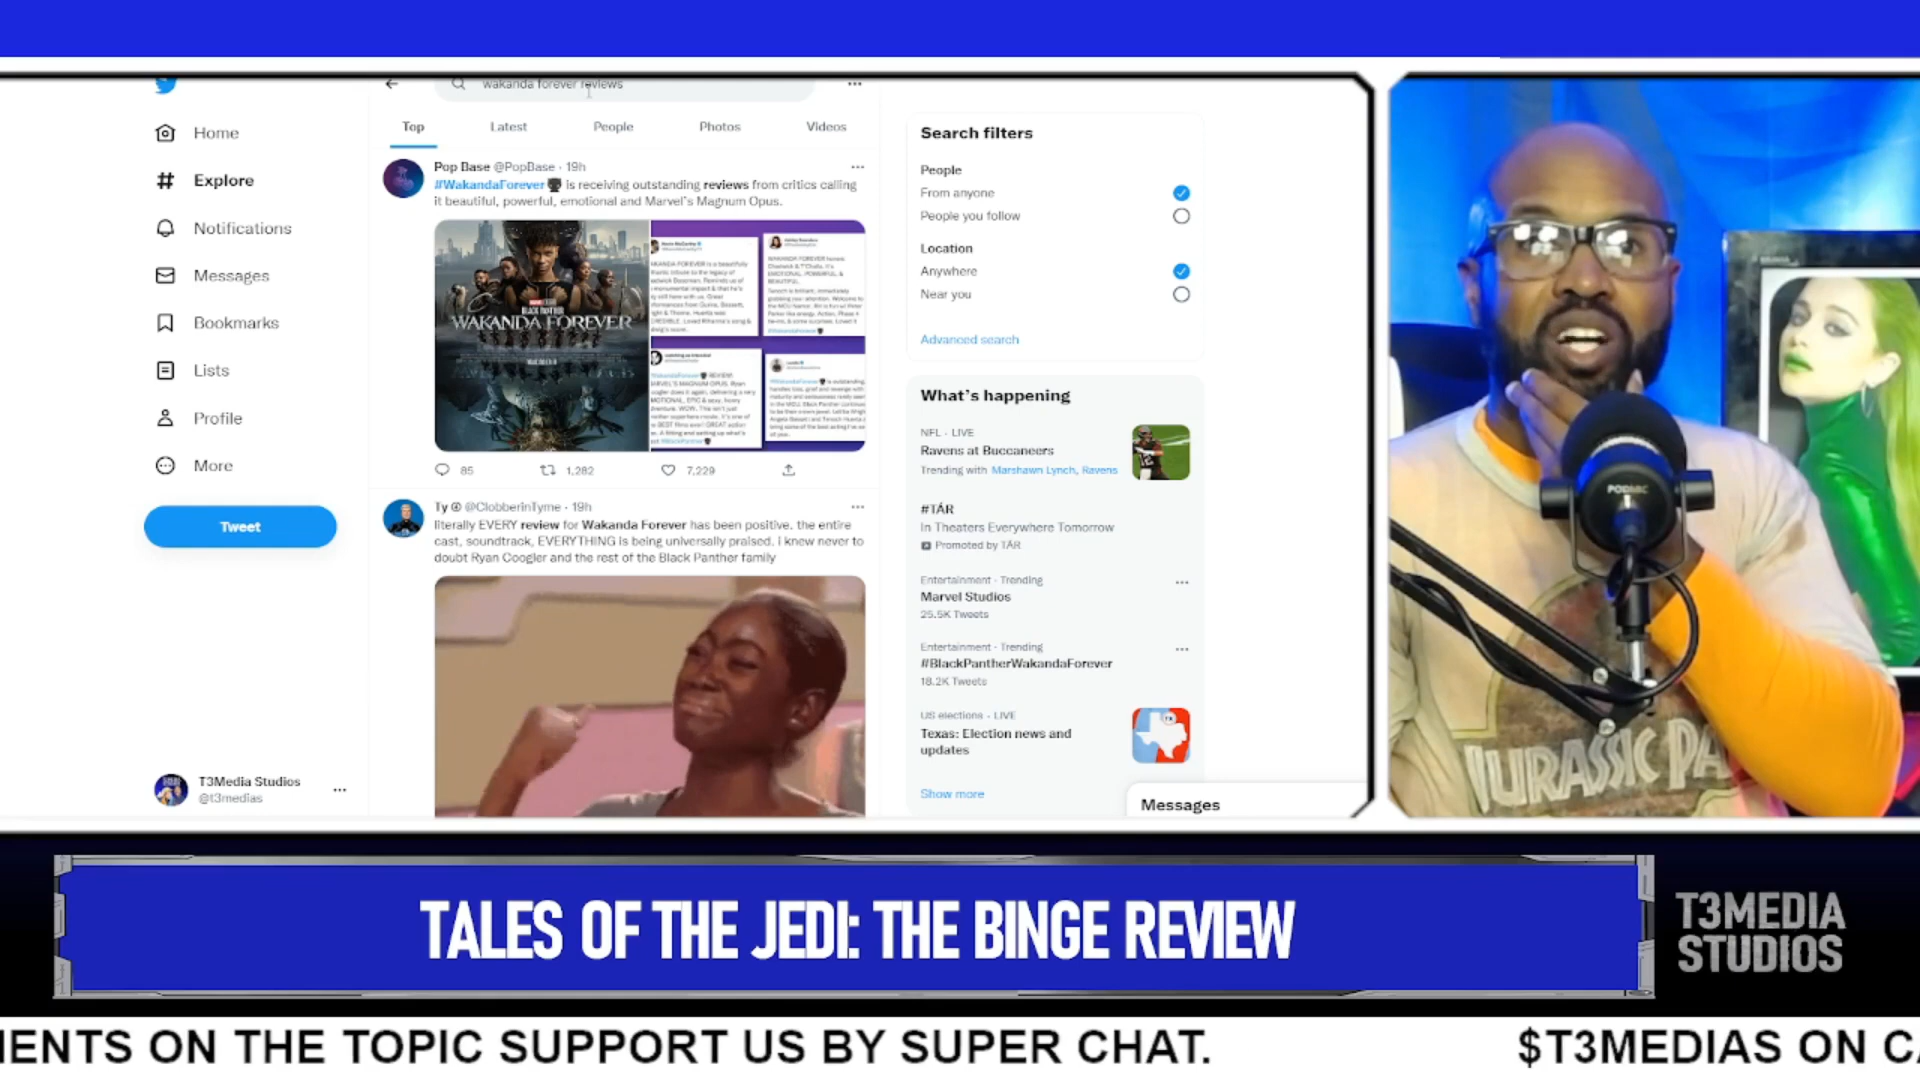 wakanda forever reviews
Home
Explore
Notifications
Messages
Bookmarks
Lists
Profile
More
Tweet
T3Media Studios
@t3medias
Top Latest People Photos Videos
Pop Base @PopBase · 19h
#WakandaForever is receiving outstanding reviews from critics calling
it beautiful, powerful, emotional and Marvel's Magnum Opus.
MARVEL STUDIOS
BLACK PANTHER
WAKANDA FOREVER
85 1,282 7,229
Ty @ClobberinTyme · 19h
literally EVERY review for Wakanda Forever has been positive. the entire
cast, soundtrack, EVERYTHING is being universally praised. i knew never to
doubt Ryan Coogler and the rest of the Black Panther family
Search filters
People
From anyone
People you follow
Location
Anywhere
Near you
Advanced search
What's happening
NFL · LIVE
Ravens at Buccaneers
Trending with Marshawn Lynch, Ravens
#TÁR
In Theaters Everywhere Tomorrow
Promoted by TÁR
Entertainment · Trending
Marvel Studios
25.5K Tweets
Entertainment · Trending
#BlackPantherWakandaForever
18.2K Tweets
US elections · LIVE
Texas: Election news and
updates
Show more
Messages
PODMIC
JURASSIC PA
TALES OF THE JEDI: THE BINGE REVIEW
T3MEDIA
STUDIOS
MENTS ON THE TOPIC SUPPORT US BY SUPER CHAT. $T3MEDIAS ON CA